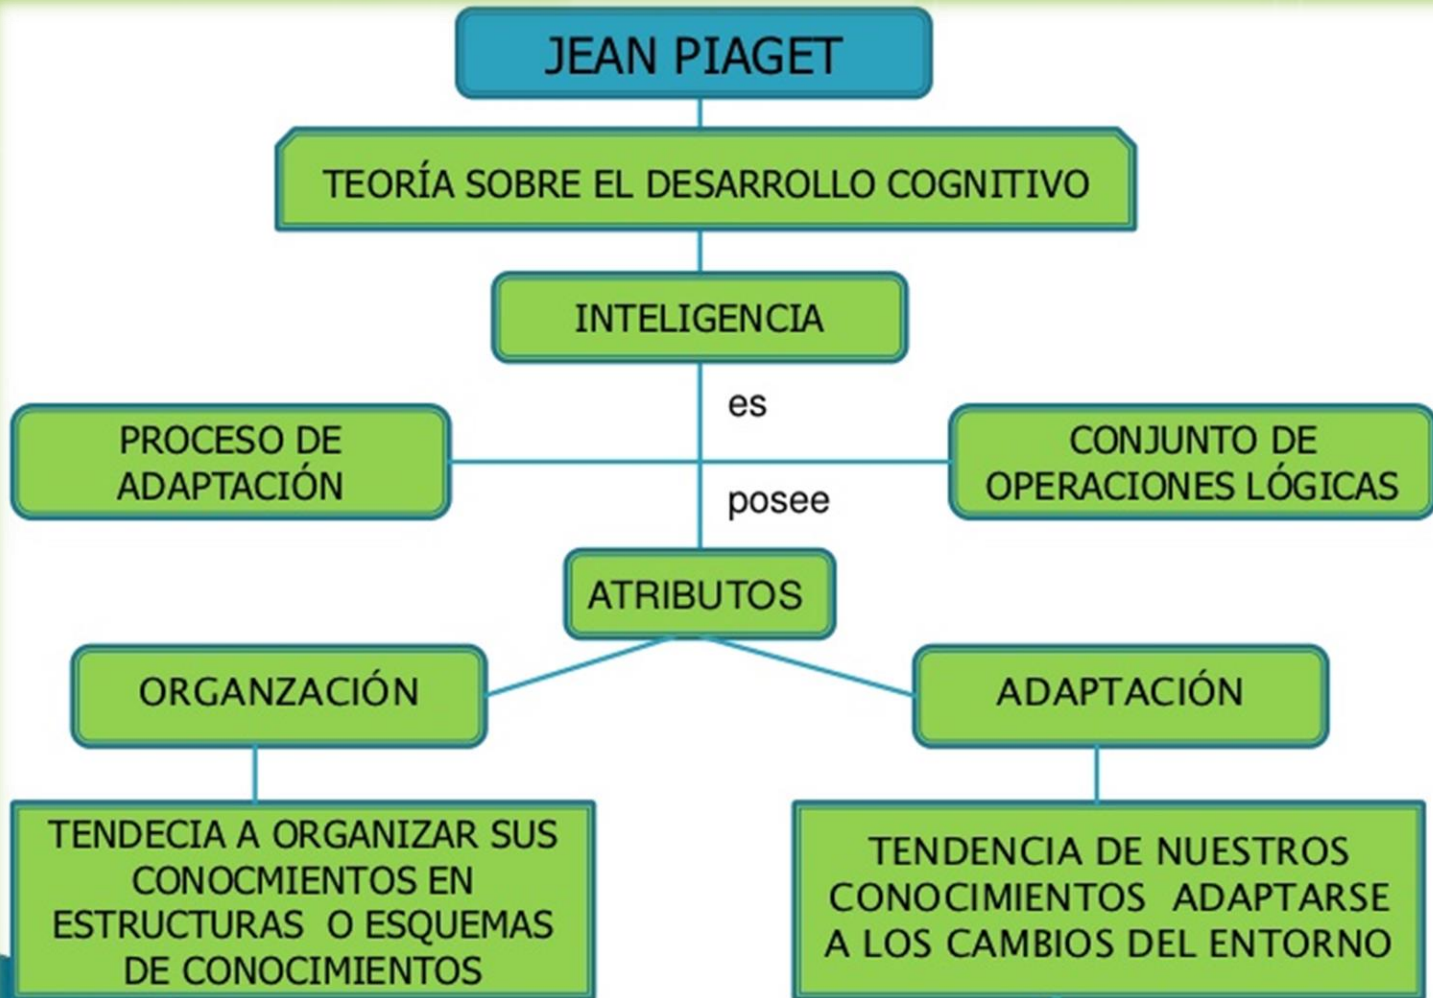 JEAN PIAGET
TEORÍA SOBRE EL DESARROLLO COGNITIVO
INTELIGENCIA
es
PROCESO DE
ADAPTACIÓN
CONJUNTO DE
OPERACIONES LÓGICAS
posee
ATRIBUTOS
ORGANZACIÓN
ADAPTACIÓN
TENDECIA A ORGANIZAR SUS
CONOCMIENTOS EN
ESTRUCTURAS O ESQUEMAS
DE CONOCIMIENTOS
TENDENCIA DE NUESTROS
CONOCIMIENTOS ADAPTARSE
A LOS CAMBIOS DEL ENTORNO